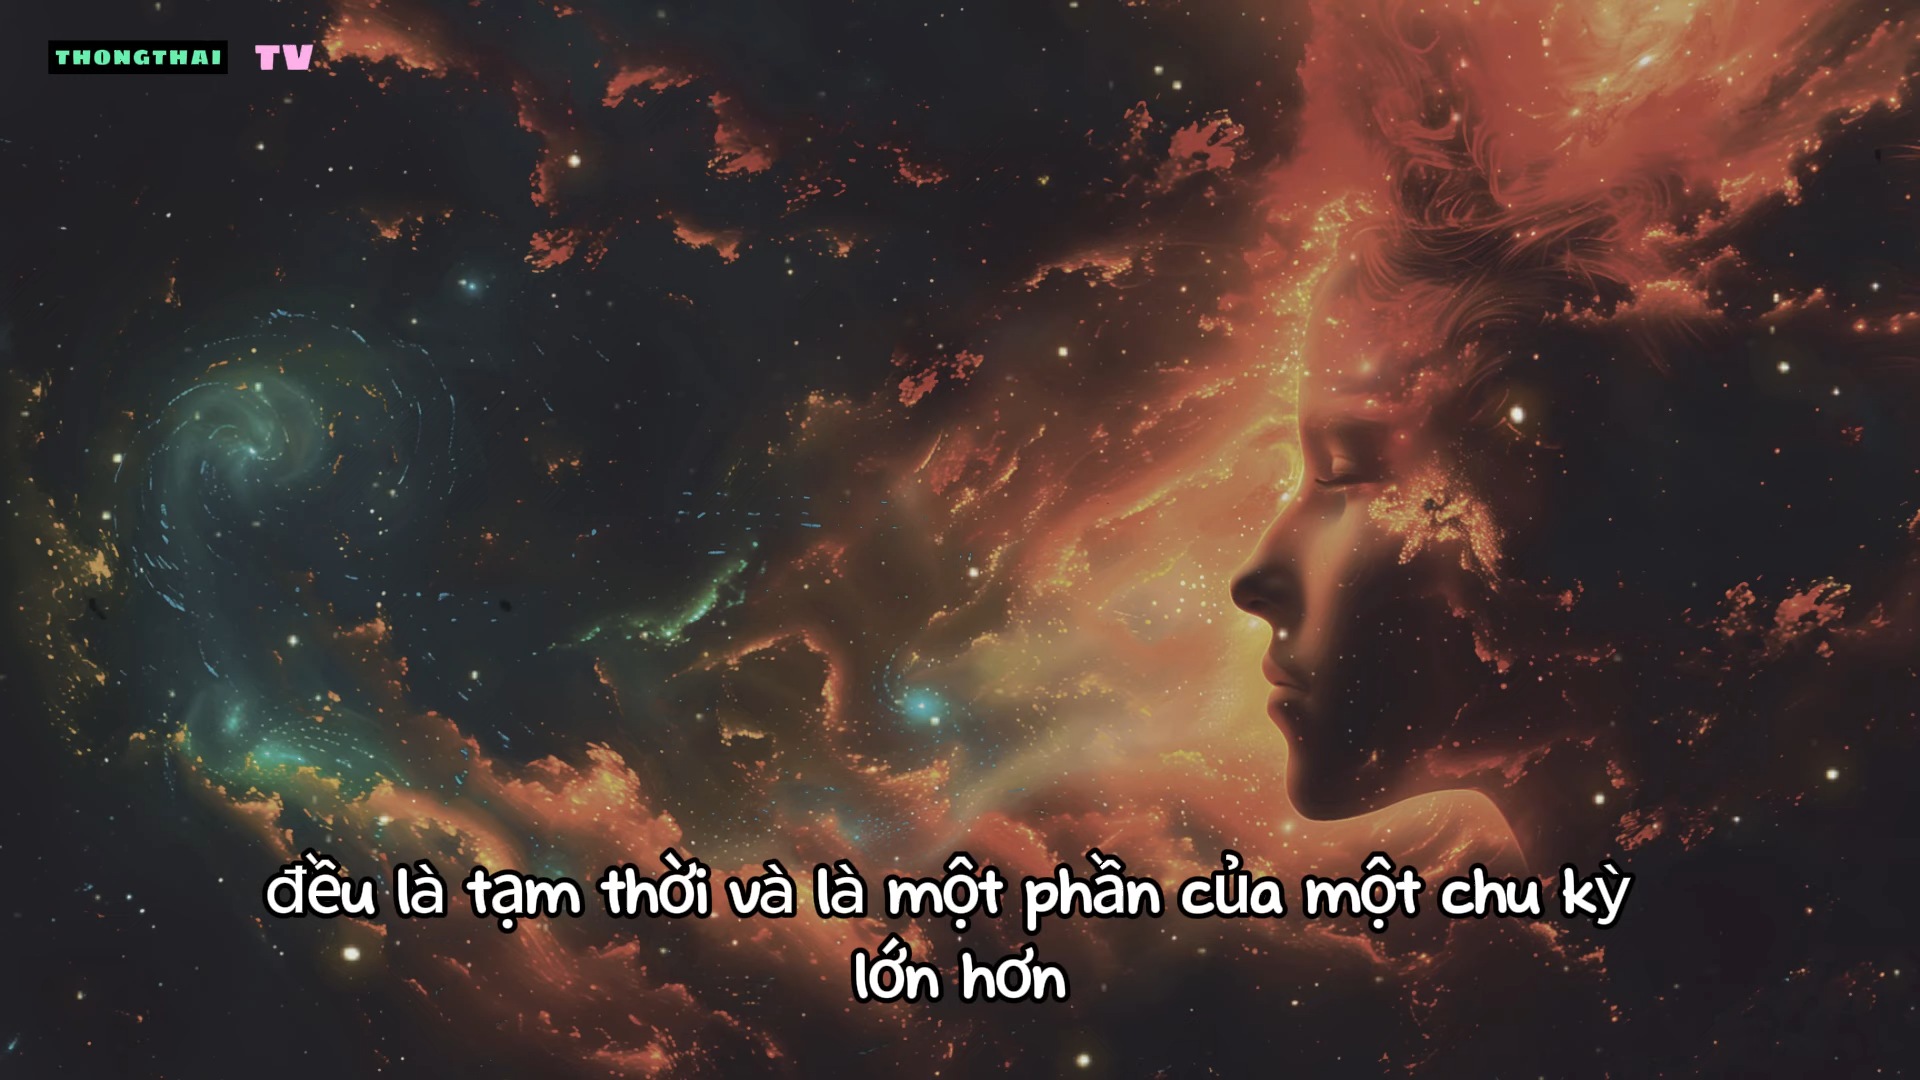 THONGTHAI TV
đều là tạm thời và là một phần của một chu kỳ
lớn hơn